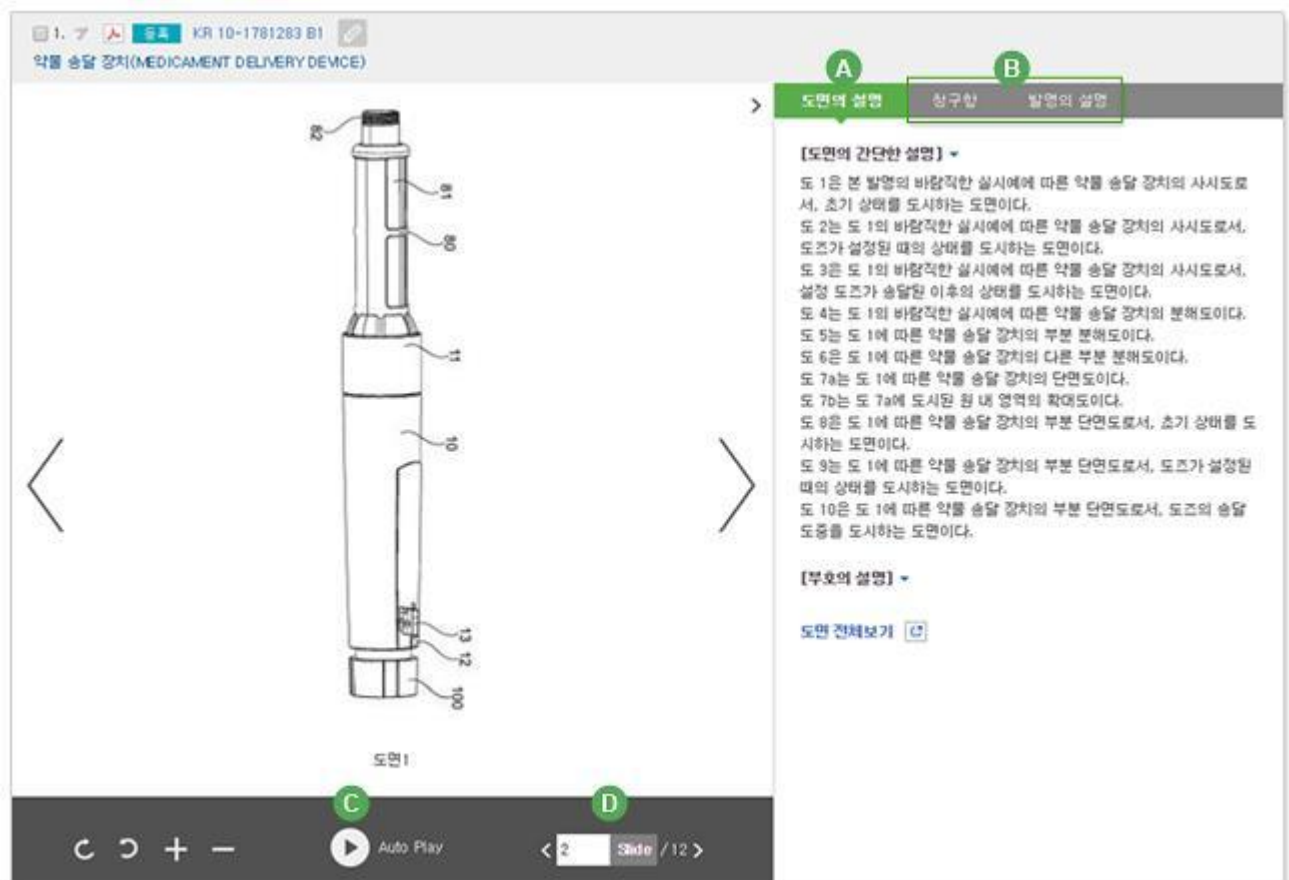 1. 등록 KR 10-1781283 B1
약물 송달 장치(MEDICAMENT DELIVERY DEVICE)
A
B
도면의 설명 청구항 발명의 설명
82
81
80
11
10
13
12
100
도면1
[도면의 간단한 설명]
도 1은 본 발명의 바람직한 실시예에 따른 약물 송달 장치의 사시도로
서, 초기 상태를 도시하는 도면이다.
도 2는 도 1의 바람직한 실시예에 따른 약물 송달 장치의 사시도로서,
도즈가 설정된 때의 상태를 도시하는 도면이다.
도 3은 도 1의 바람직한 실시예에 따른 약물 송달 장치의 사시도로서,
설정 도즈가 송달된 이후의 상태를 도시하는 도면이다.
도 4는 도 1의 바람직한 실시예에 따른 약물 송달 장치의 분해도이다.
도 5는 도 1에 따른 약물 송달 장치의 부분 분해도이다.
도 6은 도 1에 따른 약물 송달 장치의 다른 부분 분해도이다.
도 7a는 도 1에 따른 약물 송달 장치의 단면도이다.
도 7b는 도 7a에 도시된 원 내 영역의 확대도이다.
도 8은 도 1에 따른 약물 송달 장치의 부분 단면도로서, 초기 상태를 도
시하는 도면이다.
도 9는 도 1에 따른 약물 송달 장치의 부분 단면도로서, 도즈가 설정된
때의 상태를 도시하는 도면이다.
도 10은 도 1에 따른 약물 송달 장치의 부분 단면도로서, 도즈의 송달
도중을 도시하는 도면이다.
[부호의 설명]
도면 전체보기
C
D
Auto Play
2 Slide /12